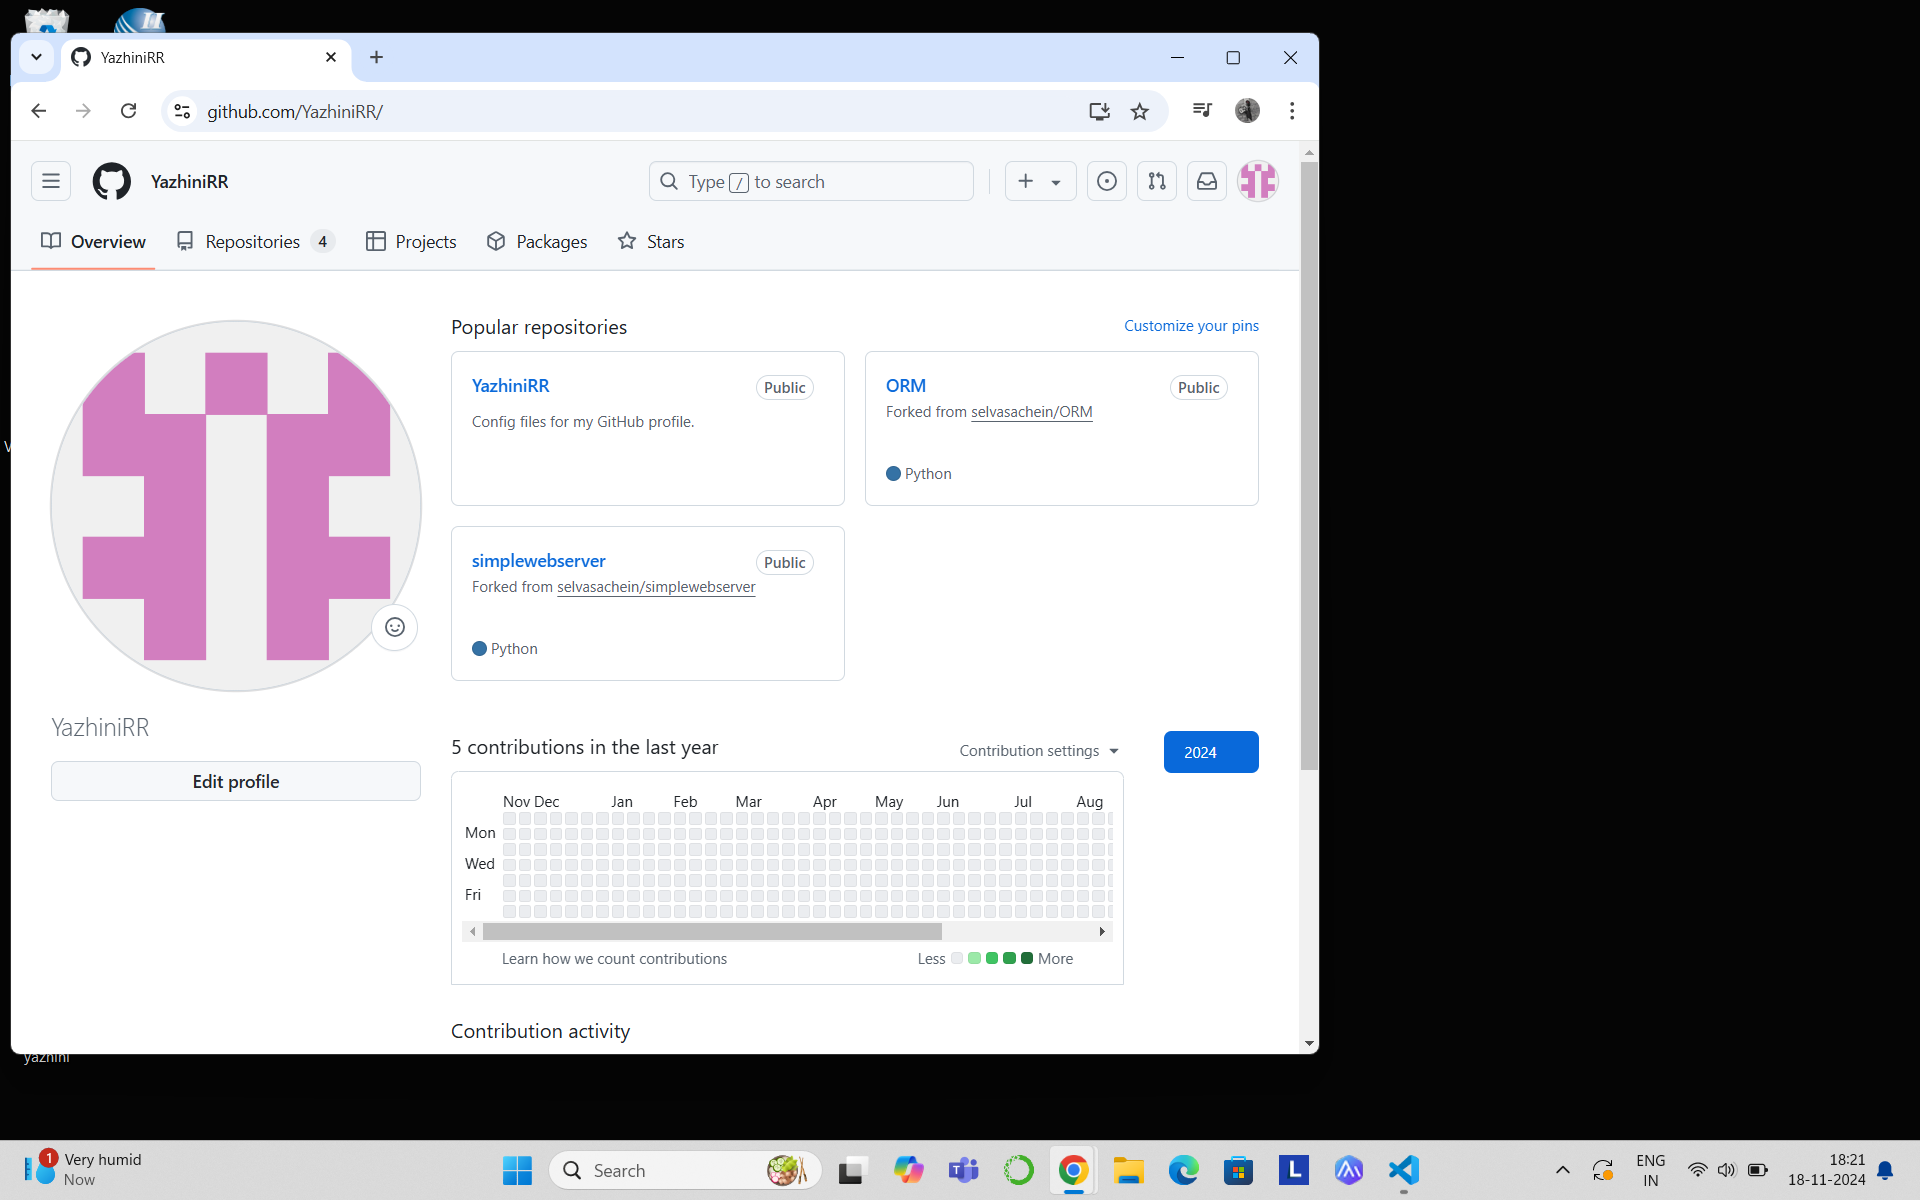 YazhiniRR
github.com/YazhiniRR/
YazhiniRR
Type / to search
Overview
Repositories 4
Projects
Packages
Stars
Popular repositories
Customize your pins
YazhiniRR
Public
Config files for my GitHub profile.
ORM
Public
Forked from selvasachein/ORM
Python
simplewebserver
Public
Forked from selvasachein/simplewebserver
Python
YazhiniRR
Edit profile
5 contributions in the last year
Contribution settings
2024
Nov Dec Jan Feb Mar Apr May Jun Jul Aug
Mon
Wed
Fri
Learn how we count contributions
Less
More
Contribution activity
yazhini
1
Very humid
Now
Search
L
ENG
IN
18:21
18-11-2024